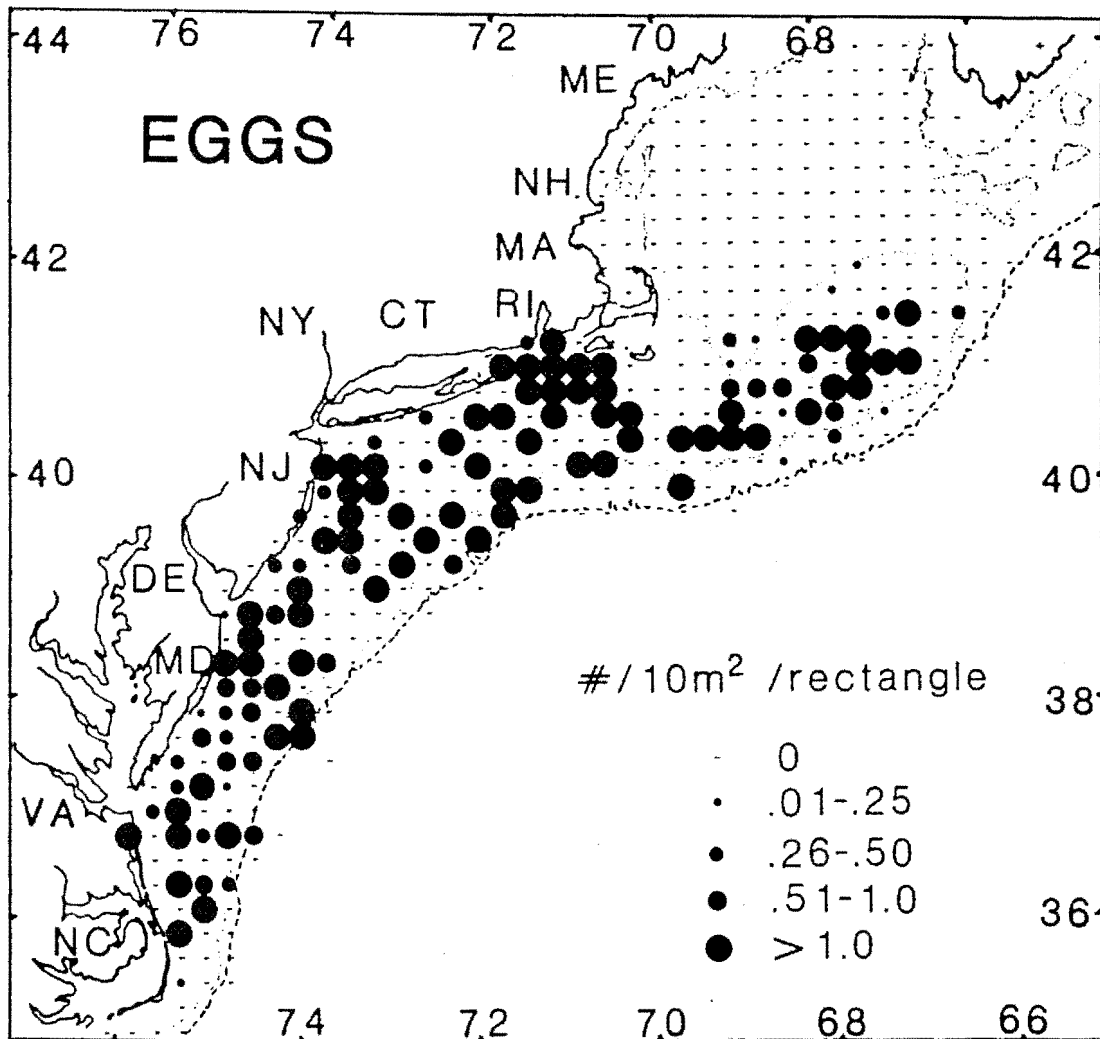 44 76 74 72 70 68
ME
EGGS
NH
MA
42 42
RI
CT
NY
NJ
40 40
DE
MD
#/10m² /rectangle
38
- 0
VA
• .01-.25
• .26-.50
• .51-1.0
● >1.0
36
NC
74 72 70 68 66